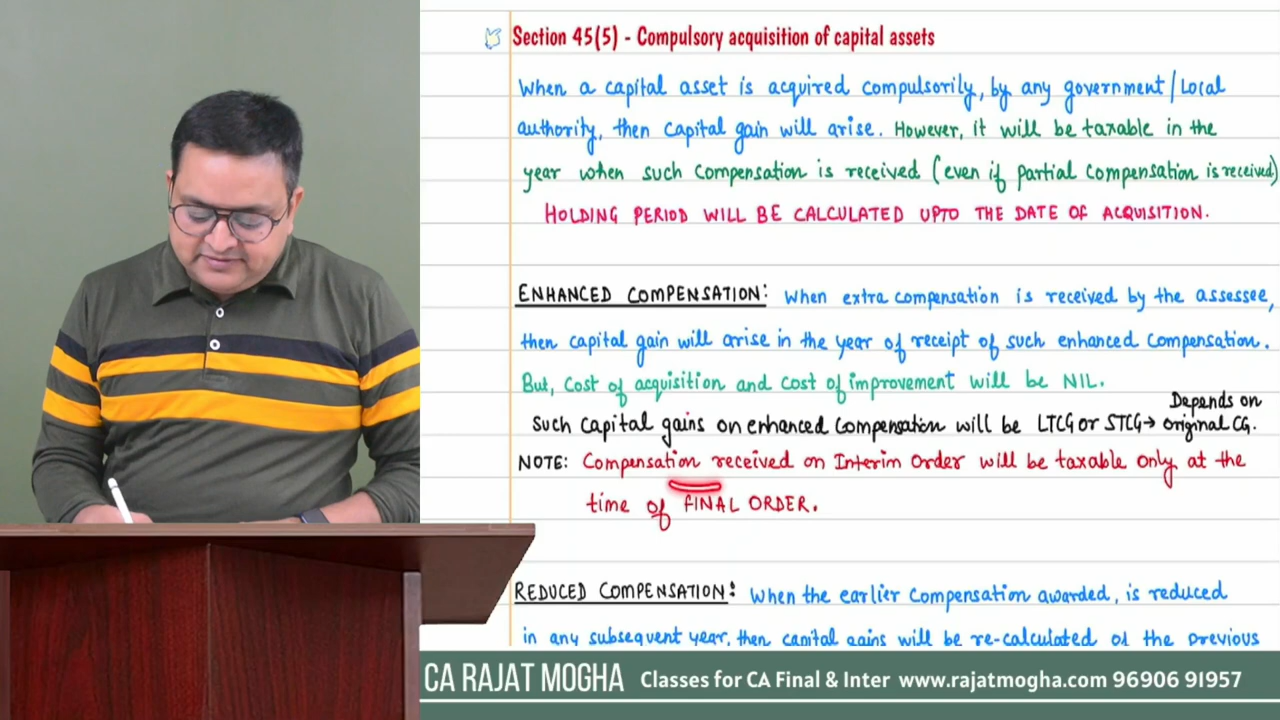 Section 45(5) - Compulsory acquisition of capital assets
When a capital asset is acquired compulsorily, by any government/Local
authority, then capital gain will arise. However, it will be taxable in the
year when such compensation is received (even if partial compensation is received)
HOLDING PERIOD WILL BE CALCULATED UPTO THE DATE OF ACQUISITION.
ENHANCED COMPENSATION: When extra compensation is received by the assessee,
then capital gain will arise in the year of receipt of such enhanced compensation.
But, cost of acquisition and cost of improvement will be NIL.
Such capital gains on enhanced compensation will be LTCG or STCG → Depends on
original CG.
NOTE: Compensation received on Interim Order will be taxable only at the
time of FINAL ORDER.
REDUCED COMPENSATION: When the earlier compensation awarded, is reduced
in any subsequent year, then capital gains will be re-calculated of the previous
CA RAJAT MOGHA Classes for CA Final & Inter www.rajatmogha.com 96906 91957